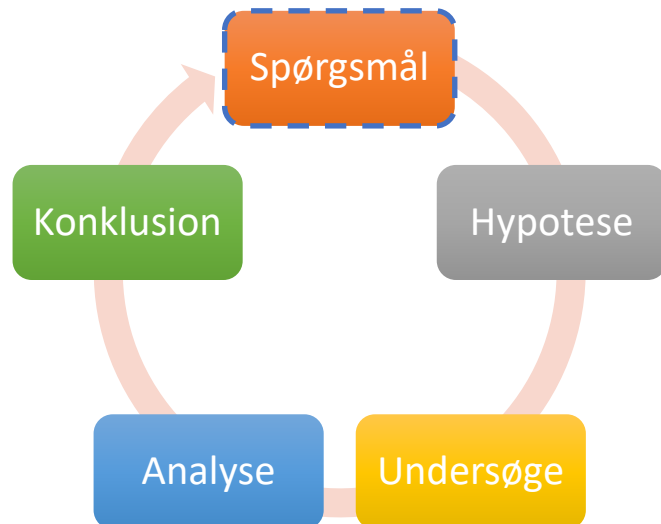 Spørgsmål
Hypotese
Undersøge
Analyse
Konklusion